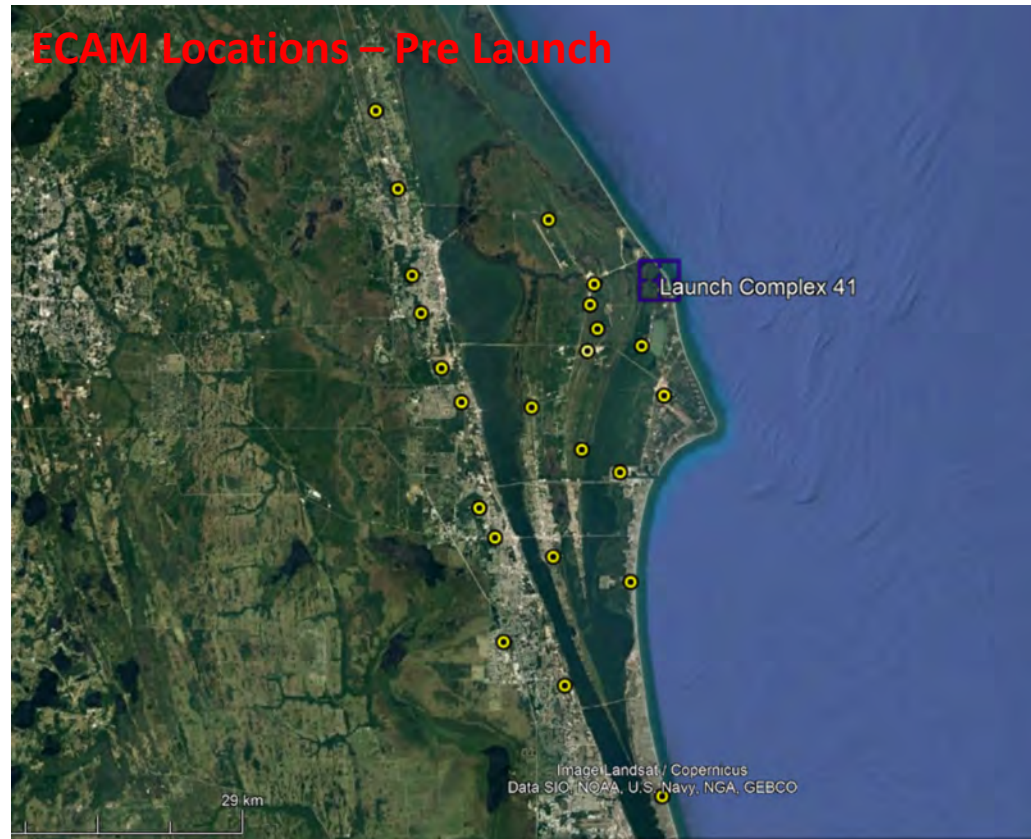 ECAM Locations – Pre Launch
Launch Complex 41
Image Landsat / Copernicus
Data SIO, NOAA, U.S. Navy, NGA, GEBCO
29 km